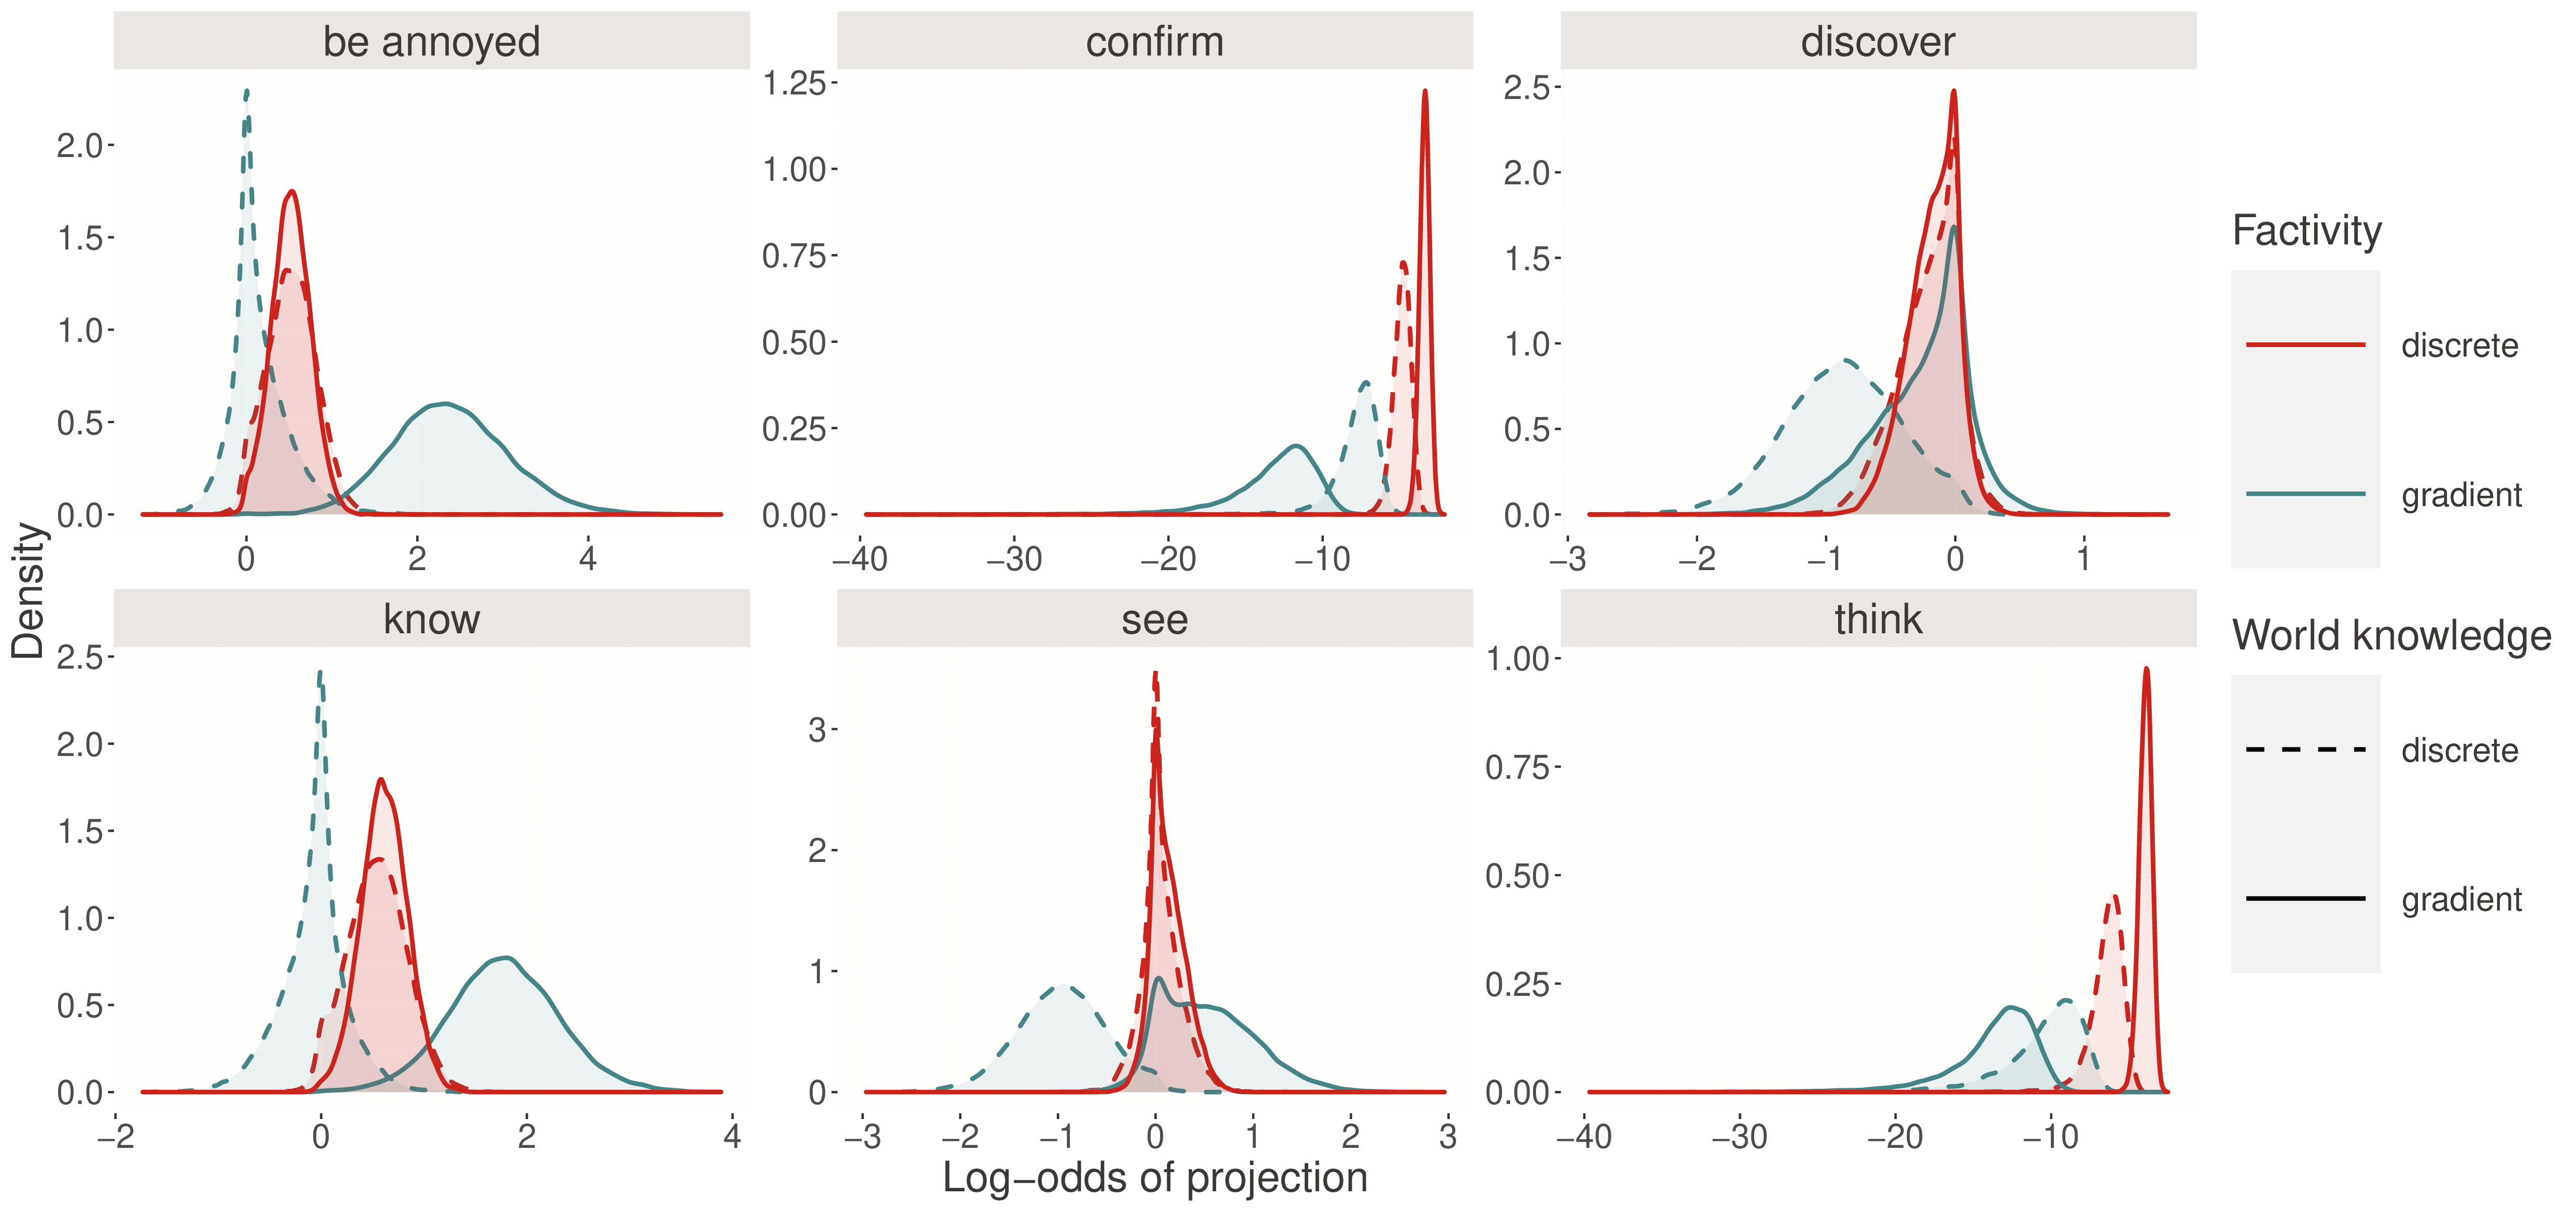 be annoyed
confirm
discover
2.0
1.5
1.0
0.5
0.0
0 2 4
1.25
1.00
0.75
0.50
0.25
0.00
−40 −30 −20 −10
2.5
2.0
1.5
1.0
0.5
0.0
−3 −2 −1 0 1
know
see
think
2.5
2.0
1.5
1.0
0.5
0.0
−2 0 2 4
3
2
1
0
−3 −2 −1 0 1 2 3
1.00
0.75
0.50
0.25
0.00
−40 −30 −20 −10
Density
Log−odds of projection
Factivity
discrete
gradient
World knowledge
discrete
gradient